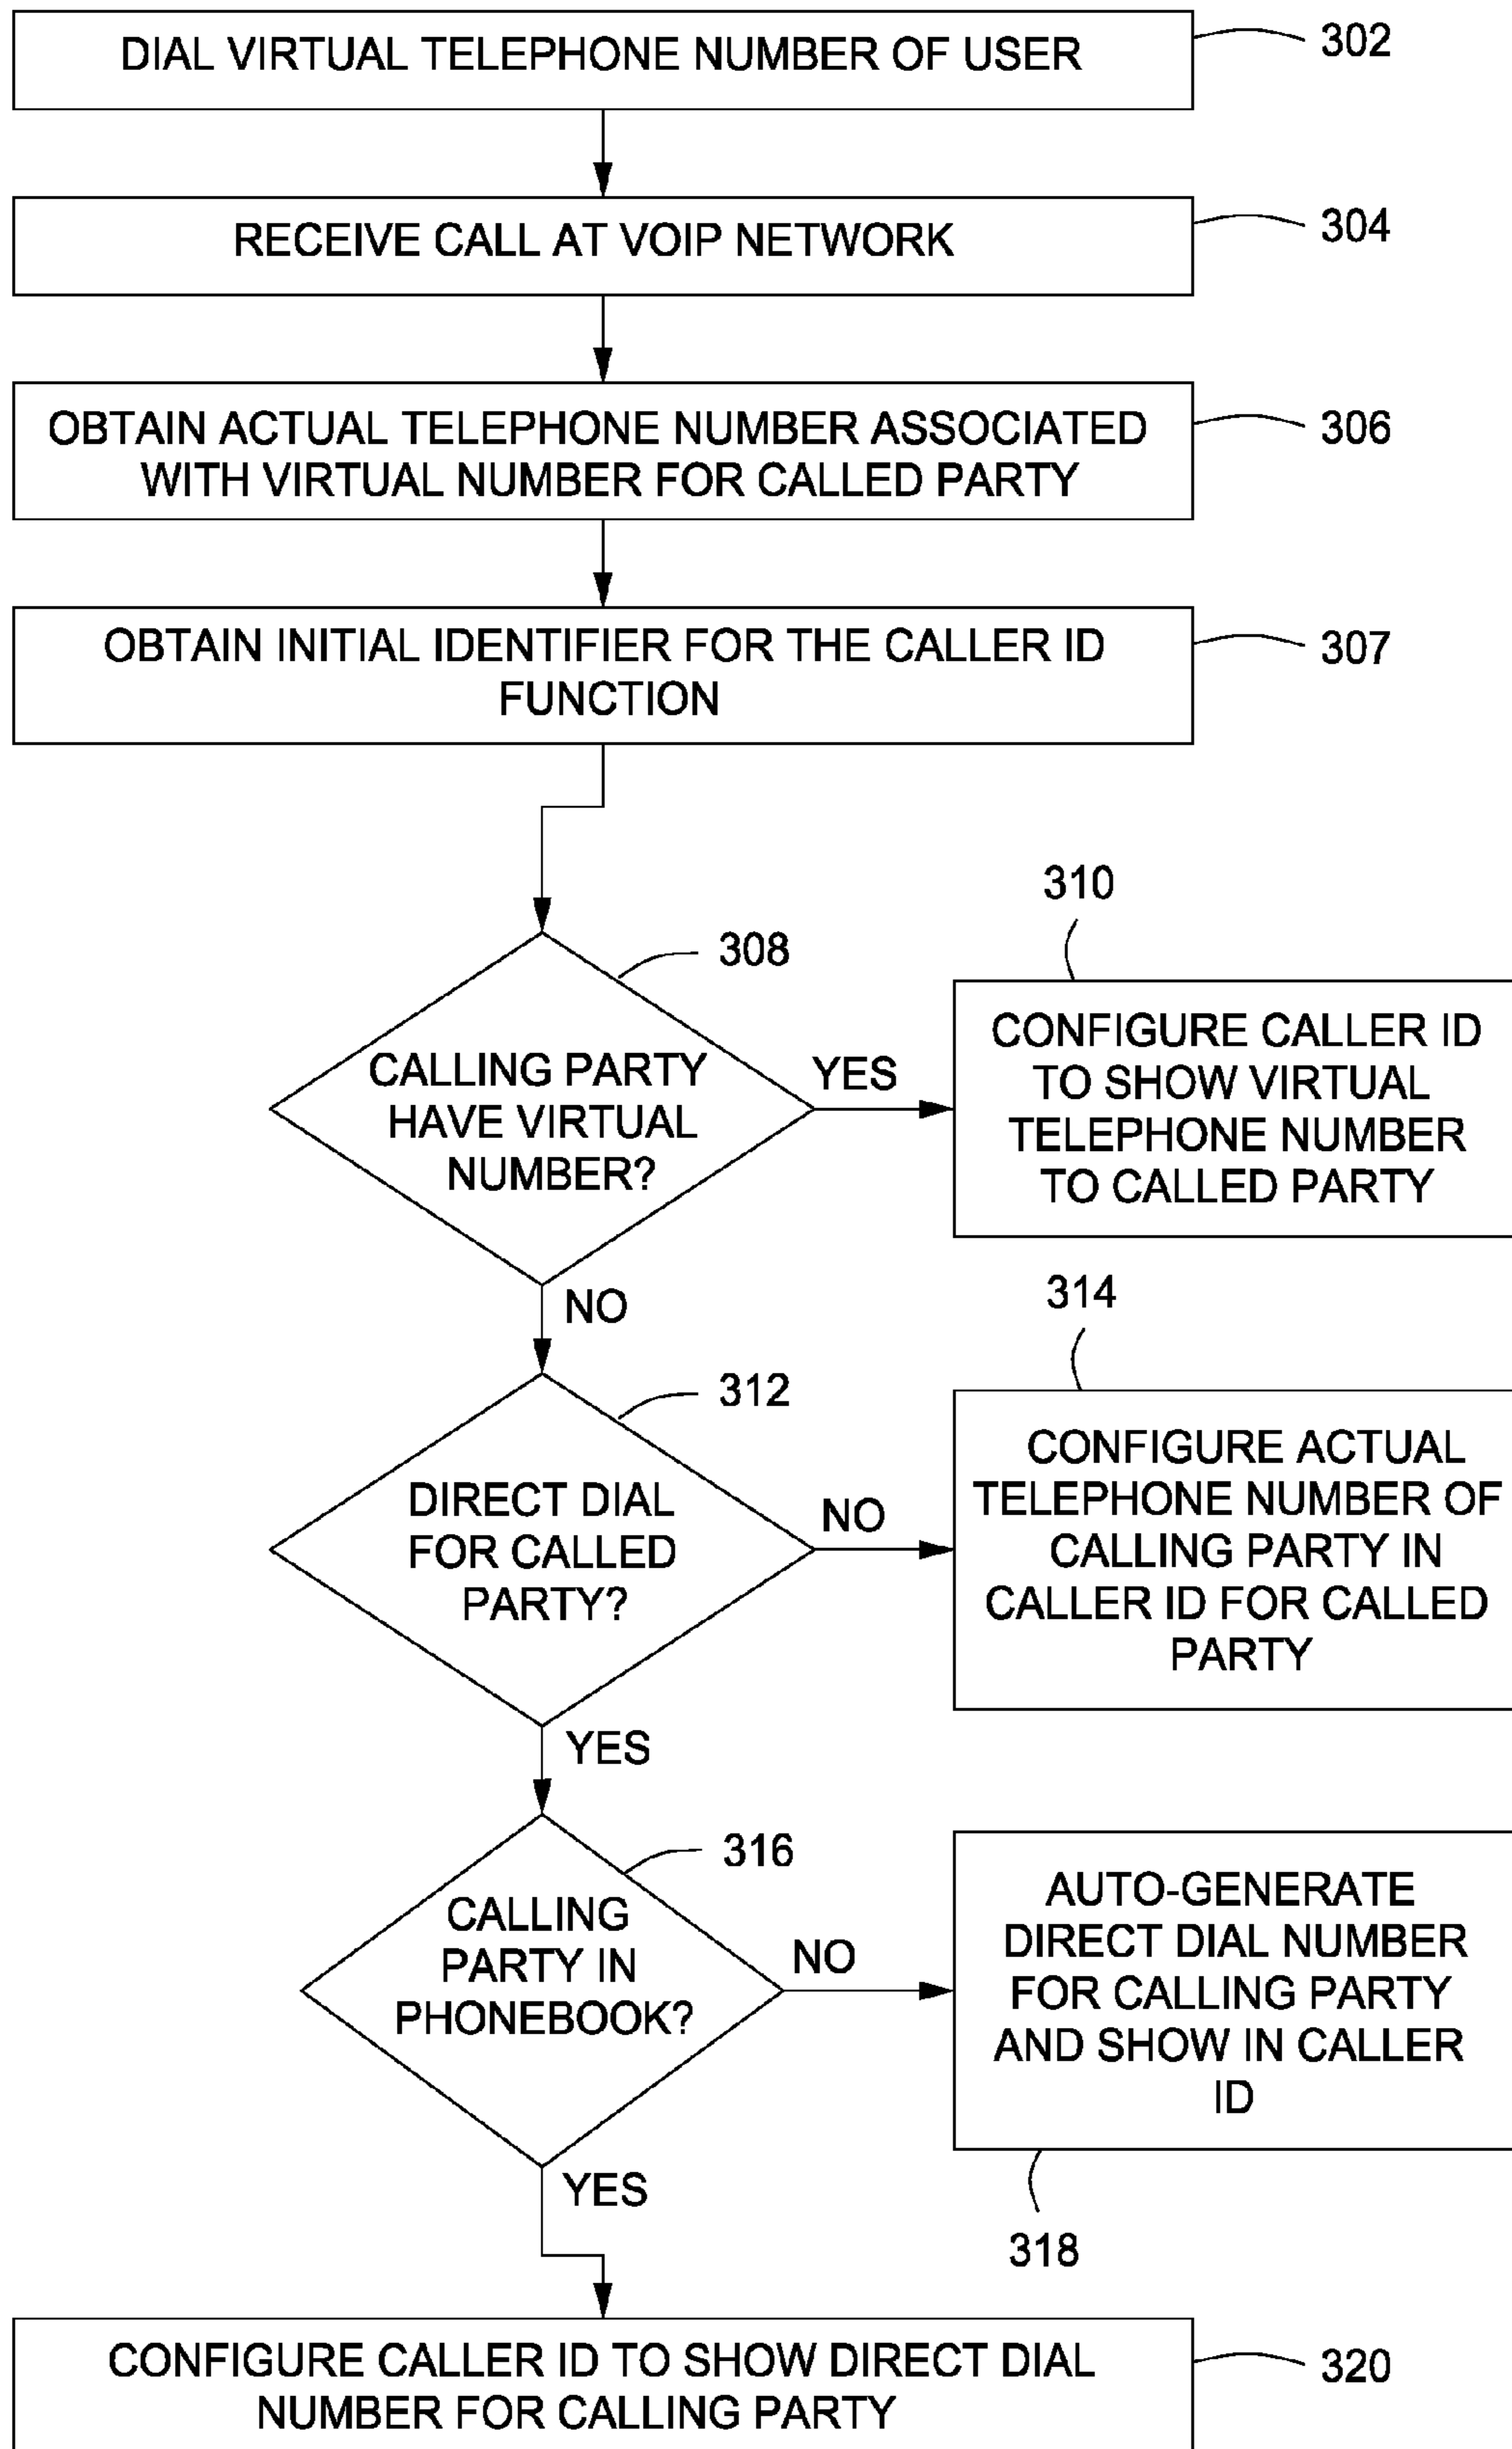 DIAL VIRTUAL TELEPHONE NUMBER OF USER
302
RECEIVE CALL AT VOIP NETWORK
304
OBTAIN ACTUAL TELEPHONE NUMBER ASSOCIATED
WITH VIRTUAL NUMBER FOR CALLED PARTY
306
OBTAIN INITIAL IDENTIFIER FOR THE CALLER ID
FUNCTION
307
308
CALLING PARTY
HAVE VIRTUAL
NUMBER?
YES
310
CONFIGURE CALLER ID
TO SHOW VIRTUAL
TELEPHONE NUMBER
TO CALLED PARTY
NO
312
DIRECT DIAL
FOR CALLED
PARTY?
NO
314
CONFIGURE ACTUAL
TELEPHONE NUMBER OF
CALLING PARTY IN
CALLER ID FOR CALLED
PARTY
YES
316
CALLING
PARTY IN
PHONEBOOK?
NO
AUTO-GENERATE
DIRECT DIAL NUMBER
FOR CALLING PARTY
AND SHOW IN CALLER
ID
318
YES
CONFIGURE CALLER ID TO SHOW DIRECT DIAL
NUMBER FOR CALLING PARTY
320